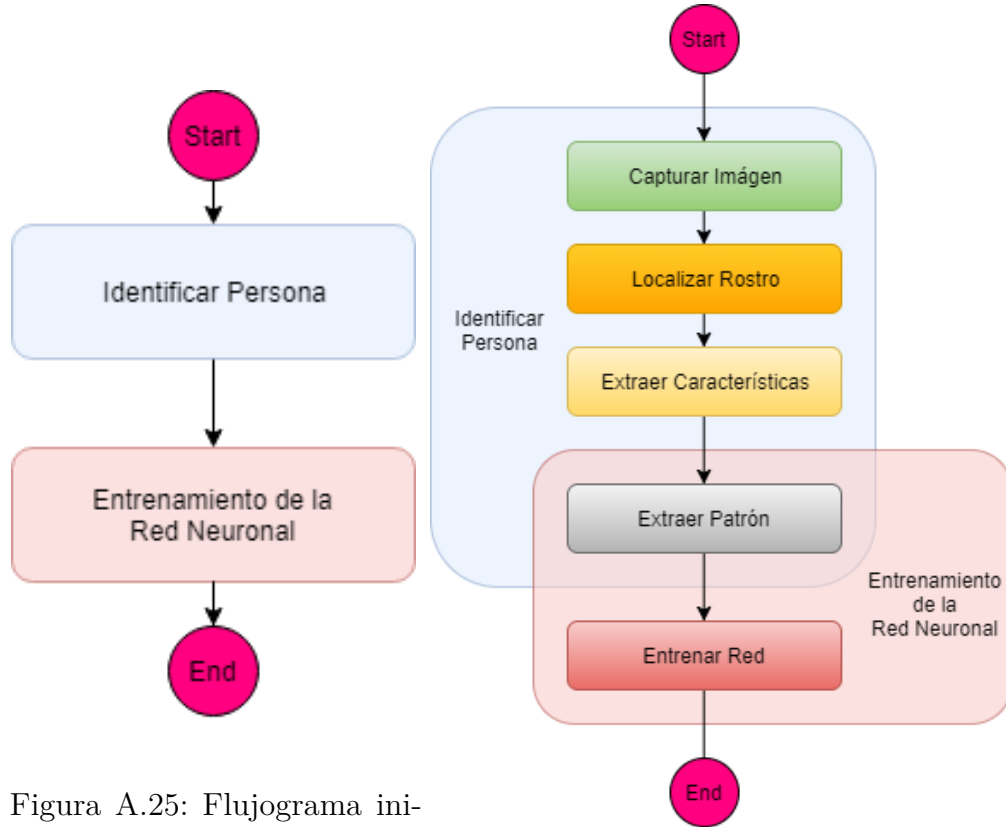 Start
Identificar Persona
Entrenamiento de la
Red Neuronal
End
Figura A.25: Flujograma ini-
Start
Capturar Imágen
Localizar Rostro
Identificar
Persona
Extraer Característícas
Extraer Patrón
Entrenamiento
de la
Red Neuronal
Entrenar Red
End